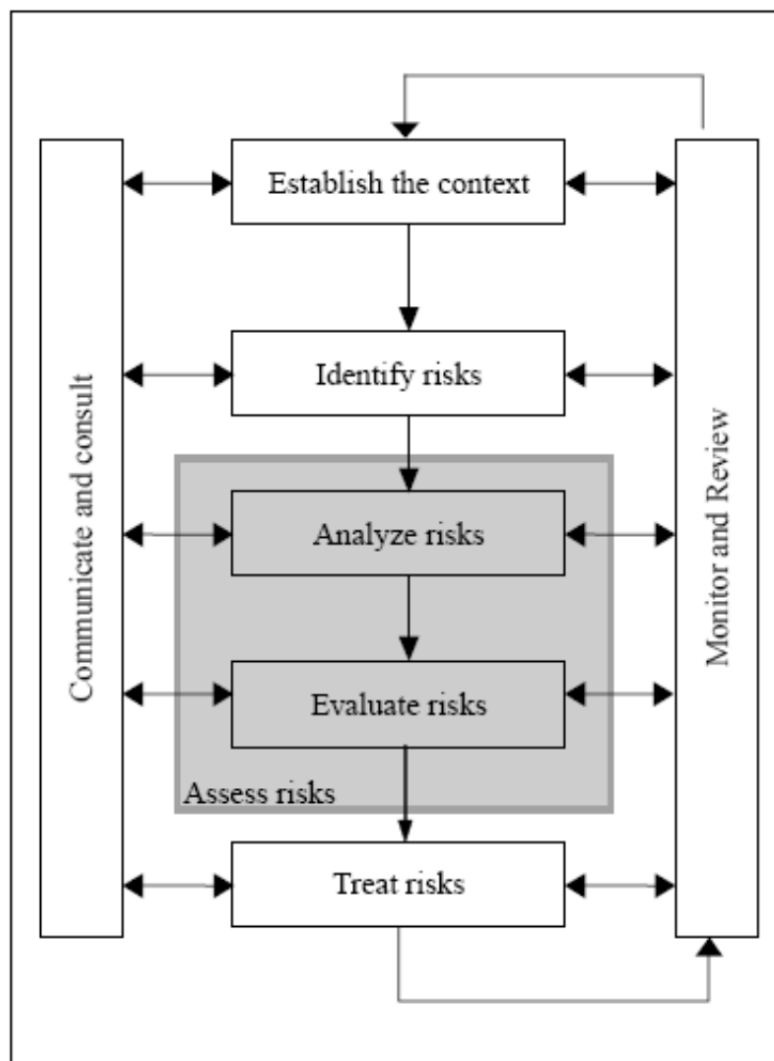 Establish the context
Identify risks
Analyze risks
Evaluate risks
Assess risks
Treat risks
Communicate and consult
Monitor and Review